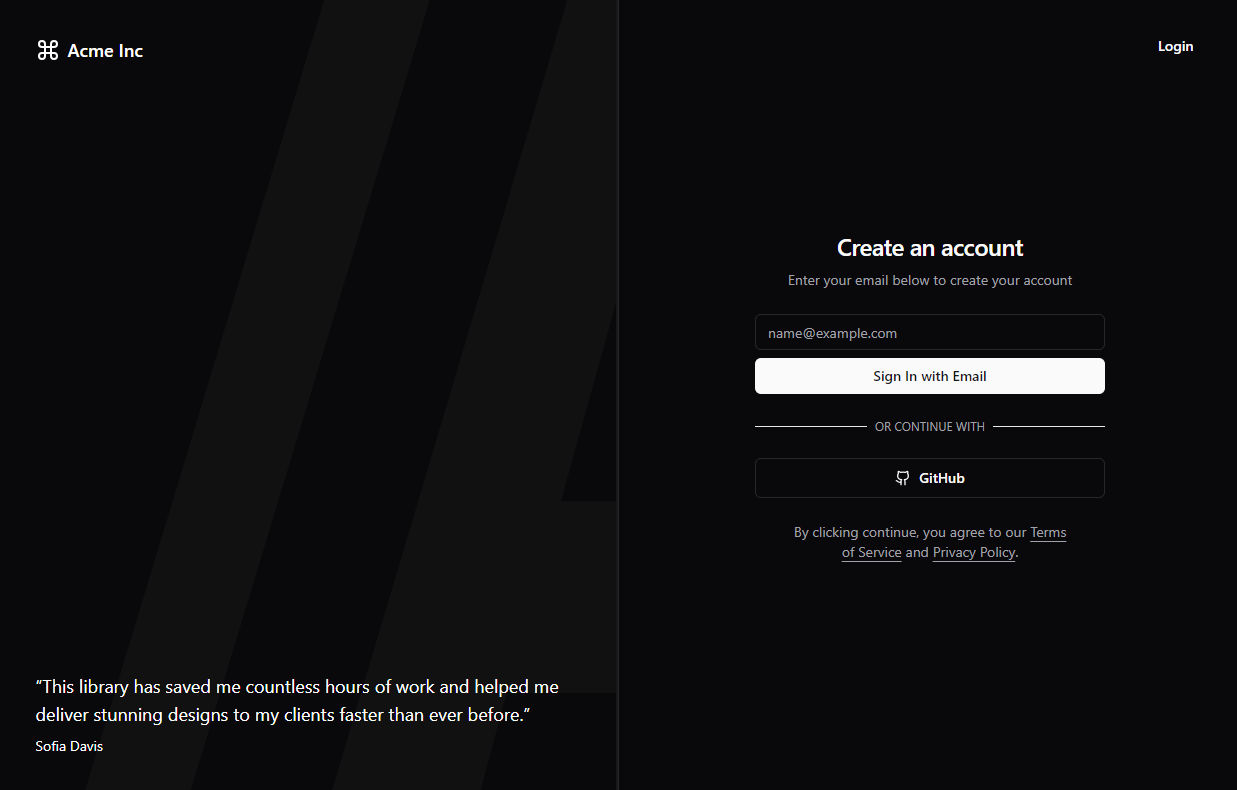 Acme Inc
Login
Create an account
Enter your email below to create your account
name@example.com
Sign In with Email
OR CONTINUE WITH
GitHub
By clicking continue, you agree to our Terms
of Service and Privacy Policy.
“This library has saved me countless hours of work and helped me
deliver stunning designs to my clients faster than ever before.”
Sofia Davis